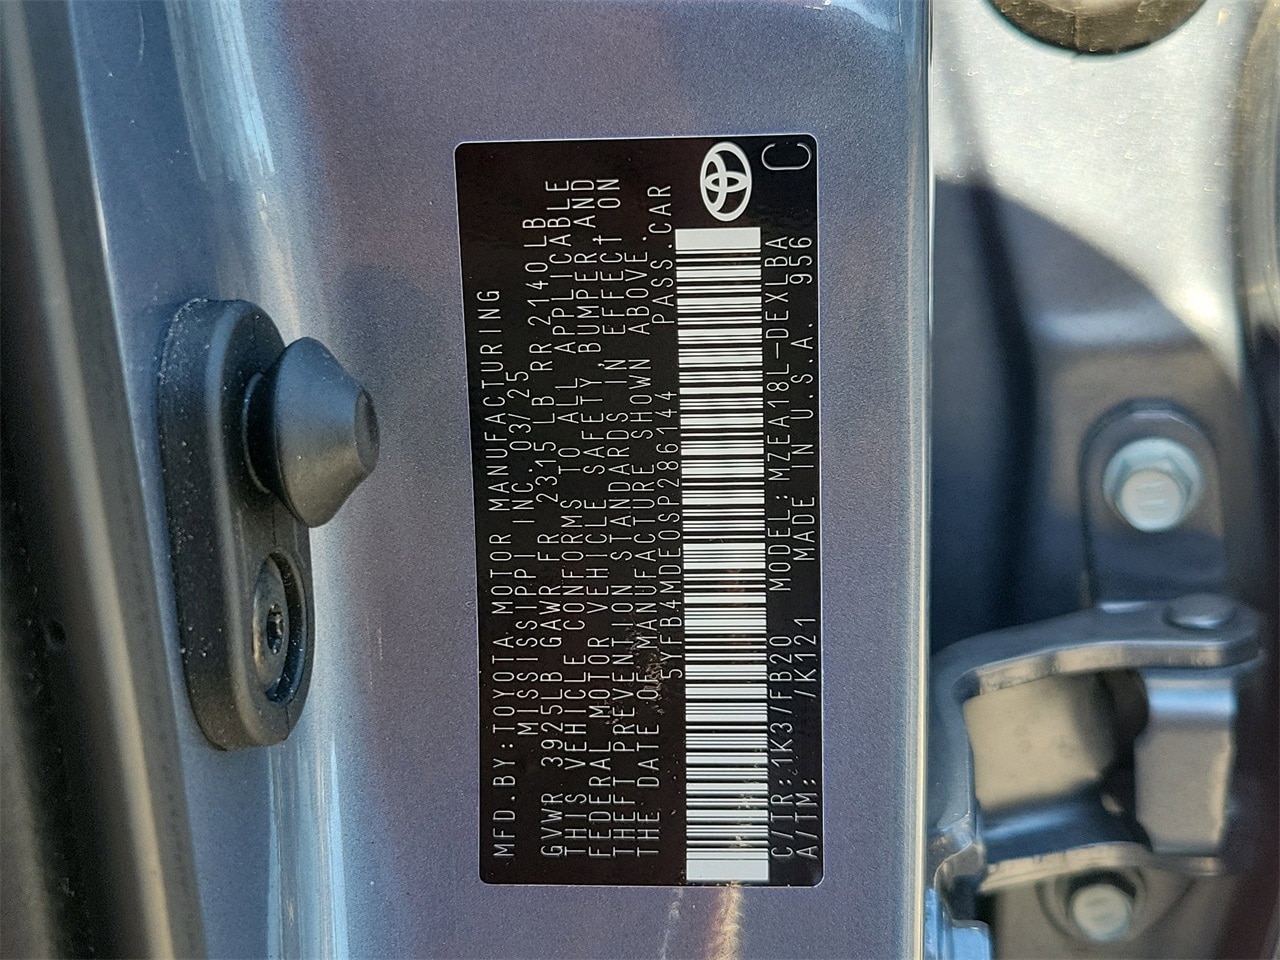 MFD.BY:TOYOTA MOTOR MANUFACTURING
MISSISSIPPI INC. 03/25
GVWR 3925LB GAWR FR 2315 LB RR 2140LB
THIS VEHICLE CONFORMS TO ALL APPLICABLE
FEDERAL MOTOR VEHICLE SAFETY, BUMPER, AND
THEFT PREVENTION STANDARDS IN EFFECT ON
THE DATE OF MANUFACTURE SHOWN ABOVE.
5YFB4MDE0SP286144 PASS.CAR
C/TR:1K3/FB20 MODEL:MZEA18L-DEXLBA
A/TM: /K121 MADE IN U.S.A. 956
C